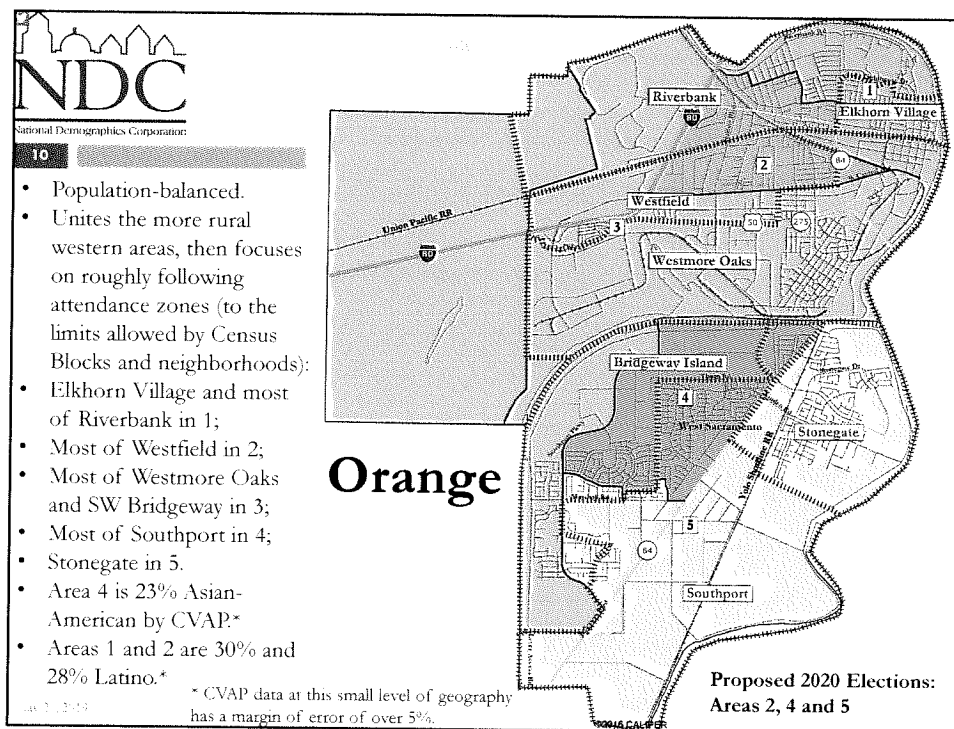 NDC
National Demographics Corporation
10
• Population-balanced.
• Unites the more rural
western areas, then focuses
on roughly following
attendance zones (to the
limits allowed by Census
Blocks and neighborhoods):
• Elkhorn Village and most
of Riverbank in 1;
• Most of Westfield in 2;
• Most of Westmore Oaks
and SW Bridgeway in 3;
• Most of Southport in 4;
• Stonegate in 5.
• Area 4 is 23% Asian-
American by CVAP.*
• Areas 1 and 2 are 30% and
28% Latino.*
* CVAP data at this small level of geography
has a margin of error of over 5%.
Orange
Riverbank
80
1
Elkhorn Village
2
84
Union Pacific RR
Westfield
3
50
275
80
Westmore Oaks
Bridgeway Island
4
West Sacramento
Stonegate
Yolo Shortline RR
5
84
Southport
Proposed 2020 Elections:
Areas 2, 4 and 5
CALIPER